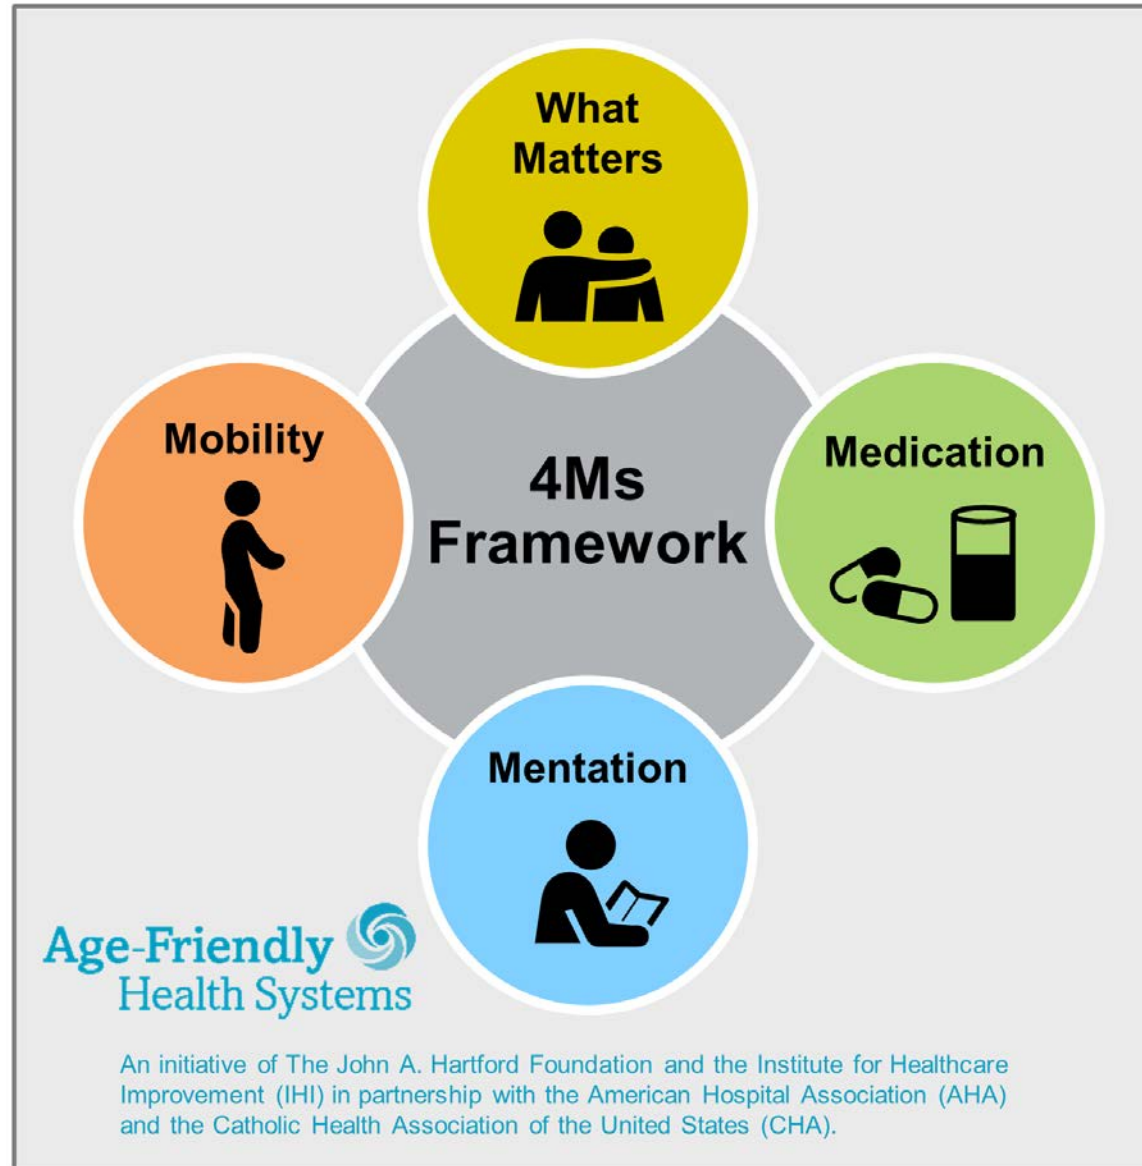 What
Matters
Mobility
4Ms
Framework
Medication
Mentation
Age-Friendly
Health Systems
An initiative of The John A. Hartford Foundation and the Institute for Healthcare
Improvement (IHI) in partnership with the American Hospital Association (AHA)
and the Catholic Health Association of the United States (CHA).